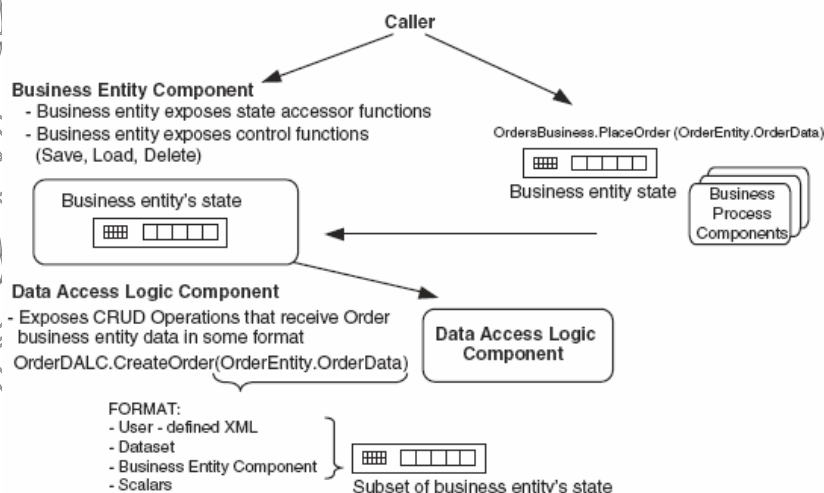 Caller
Business Entity Component
- Business entity exposes state accessor functions
- Business entity exposes control functions
(Save, Load, Delete)
OrdersBusiness.PlaceOrder (OrderEntity.OrderData)
Business entity state
Business
Process
Components
Business entity's state
Data Access Logic Component
- Exposes CRUD Operations that receive Order
business entity data in some format
OrderDALC.CreateOrder(OrderEntity.OrderData)
Data Access Logic
Component
FORMAT:
- User - defined XML
- Dataset
- Business Entity Component
- Scalars
Subset of business entity's state